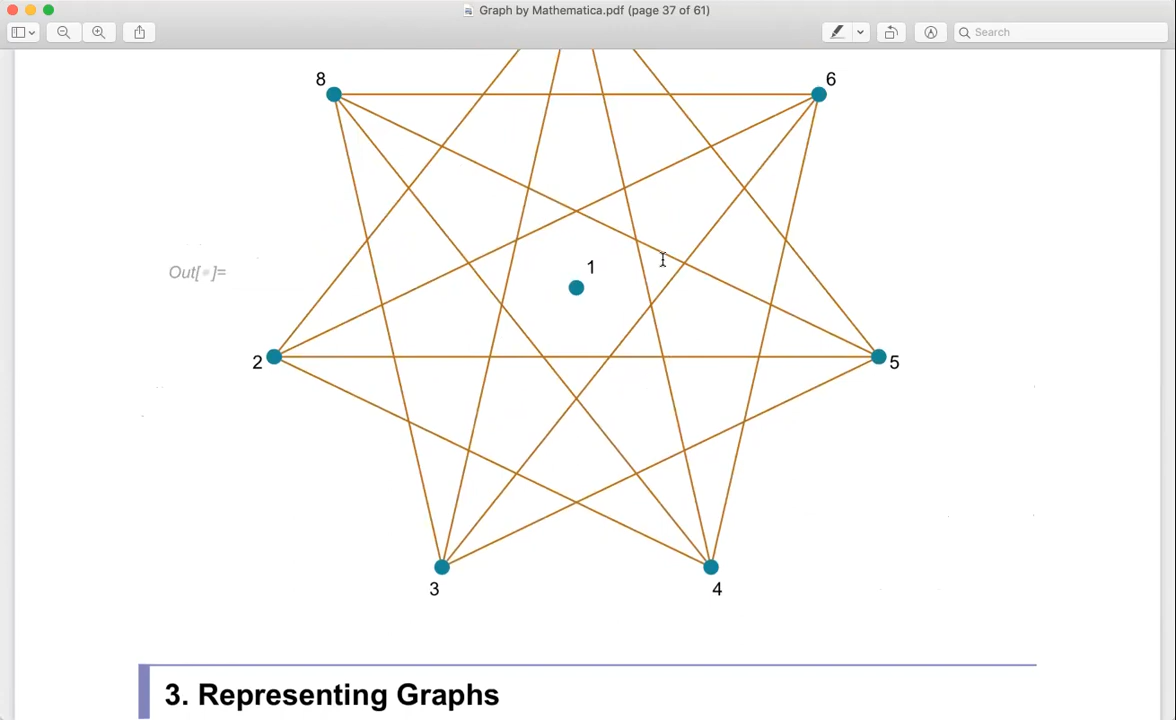 Graph by Mathematica.pdf (page 37 of 61)
Search
8
6
Out[•]=
1
2
5
3
4
3. Representing Graphs